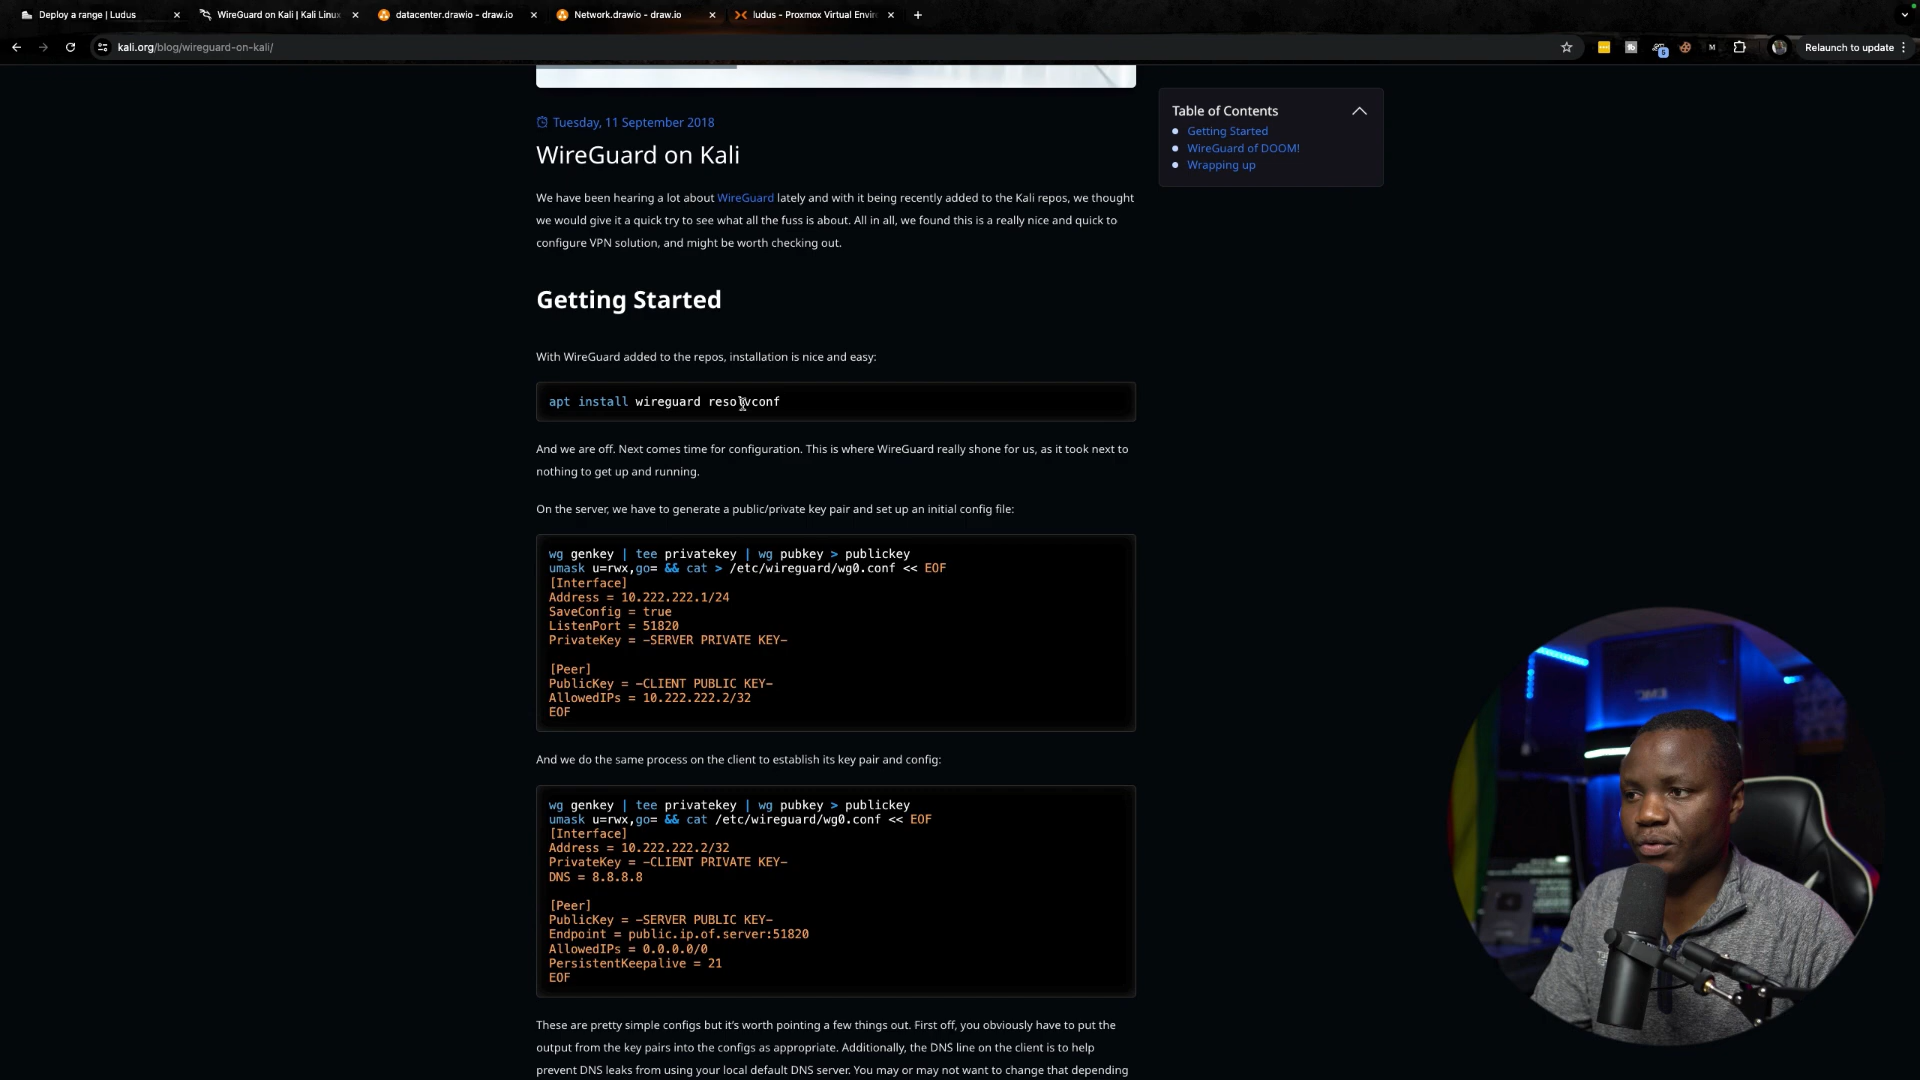 Deploy a range | Ludus
WireGuard on Kali | Kali Linux
datacenter.drawio - draw.io
Network.drawio - draw.io
ludus - Proxmox Virtual Envir
kali.org/blog/wireguard-on-kali/
Relaunch to update
Tuesday, 11 September 2018
WireGuard on Kali
We have been hearing a lot about WireGuard lately and with it being recently added to the Kali repos, we thought
we would give it a quick try to see what all the fuss is about. All in all, we found this is a really nice and quick to
configure VPN solution, and might be worth checking out.
Getting Started
With WireGuard added to the repos, installation is nice and easy:
apt install wireguard resolvconf
And we are off. Next comes time for configuration. This is where WireGuard really shone for us, as it took next to
nothing to get up and running.
On the server, we have to generate a public/private key pair and set up an initial config file:
wg genkey | tee privatekey | wg pubkey > publickey
umask u=rwx,go= && cat > /etc/wireguard/wg0.conf << EOF
[Interface]
Address = 10.222.222.1/24
SaveConfig = true
ListenPort = 51820
PrivateKey = -SERVER PRIVATE KEY-
[Peer]
PublicKey = -CLIENT PUBLIC KEY-
AllowedIPs = 10.222.222.2/32
EOF
And we do the same process on the client to establish its key pair and config:
wg genkey | tee privatekey | wg pubkey > publickey
umask u=rwx,go= && cat /etc/wireguard/wg0.conf << EOF
[Interface]
Address = 10.222.222.2/32
PrivateKey = -CLIENT PRIVATE KEY-
DNS = 8.8.8.8
[Peer]
PublicKey = -SERVER PUBLIC KEY-
Endpoint = public.ip.of.server:51820
AllowedIPs = 0.0.0.0/0
PersistentKeepalive = 21
EOF
These are pretty simple configs but it's worth pointing a few things out. First off, you obviously have to put the
output from the key pairs into the configs as appropriate. Additionally, the DNS line on the client is to help
prevent DNS leaks from using your local default DNS server. You may or may not want to change that depending
Table of Contents
Getting Started
WireGuard of DOOM!
Wrapping up
EMC